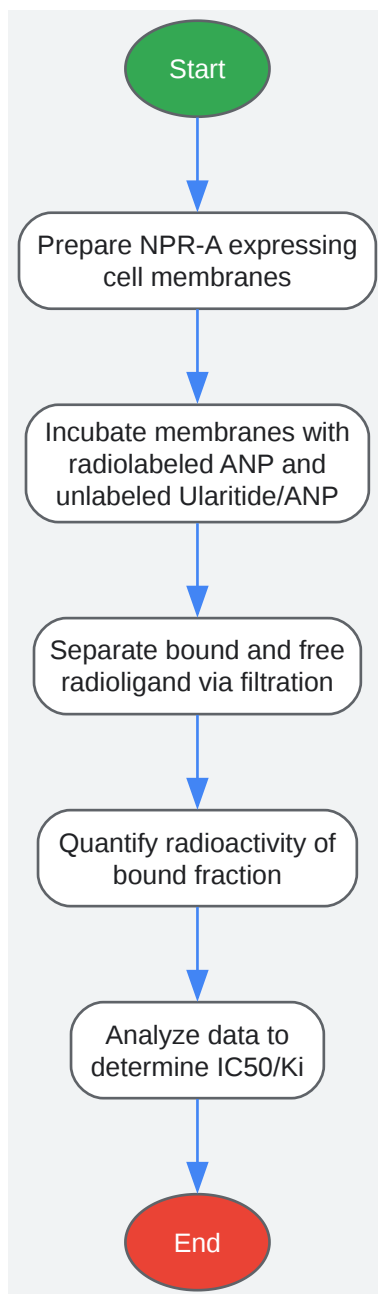 Start
Prepare NPR-A expressing
cell membranes
Incubate membranes with
radiolabeled ANP and
unlabeled Ularitide/ANP
Separate bound and free
radioligand via filtration
Quantify radioactivity of
bound fraction
Analyze data to
determine IC50/Ki
End